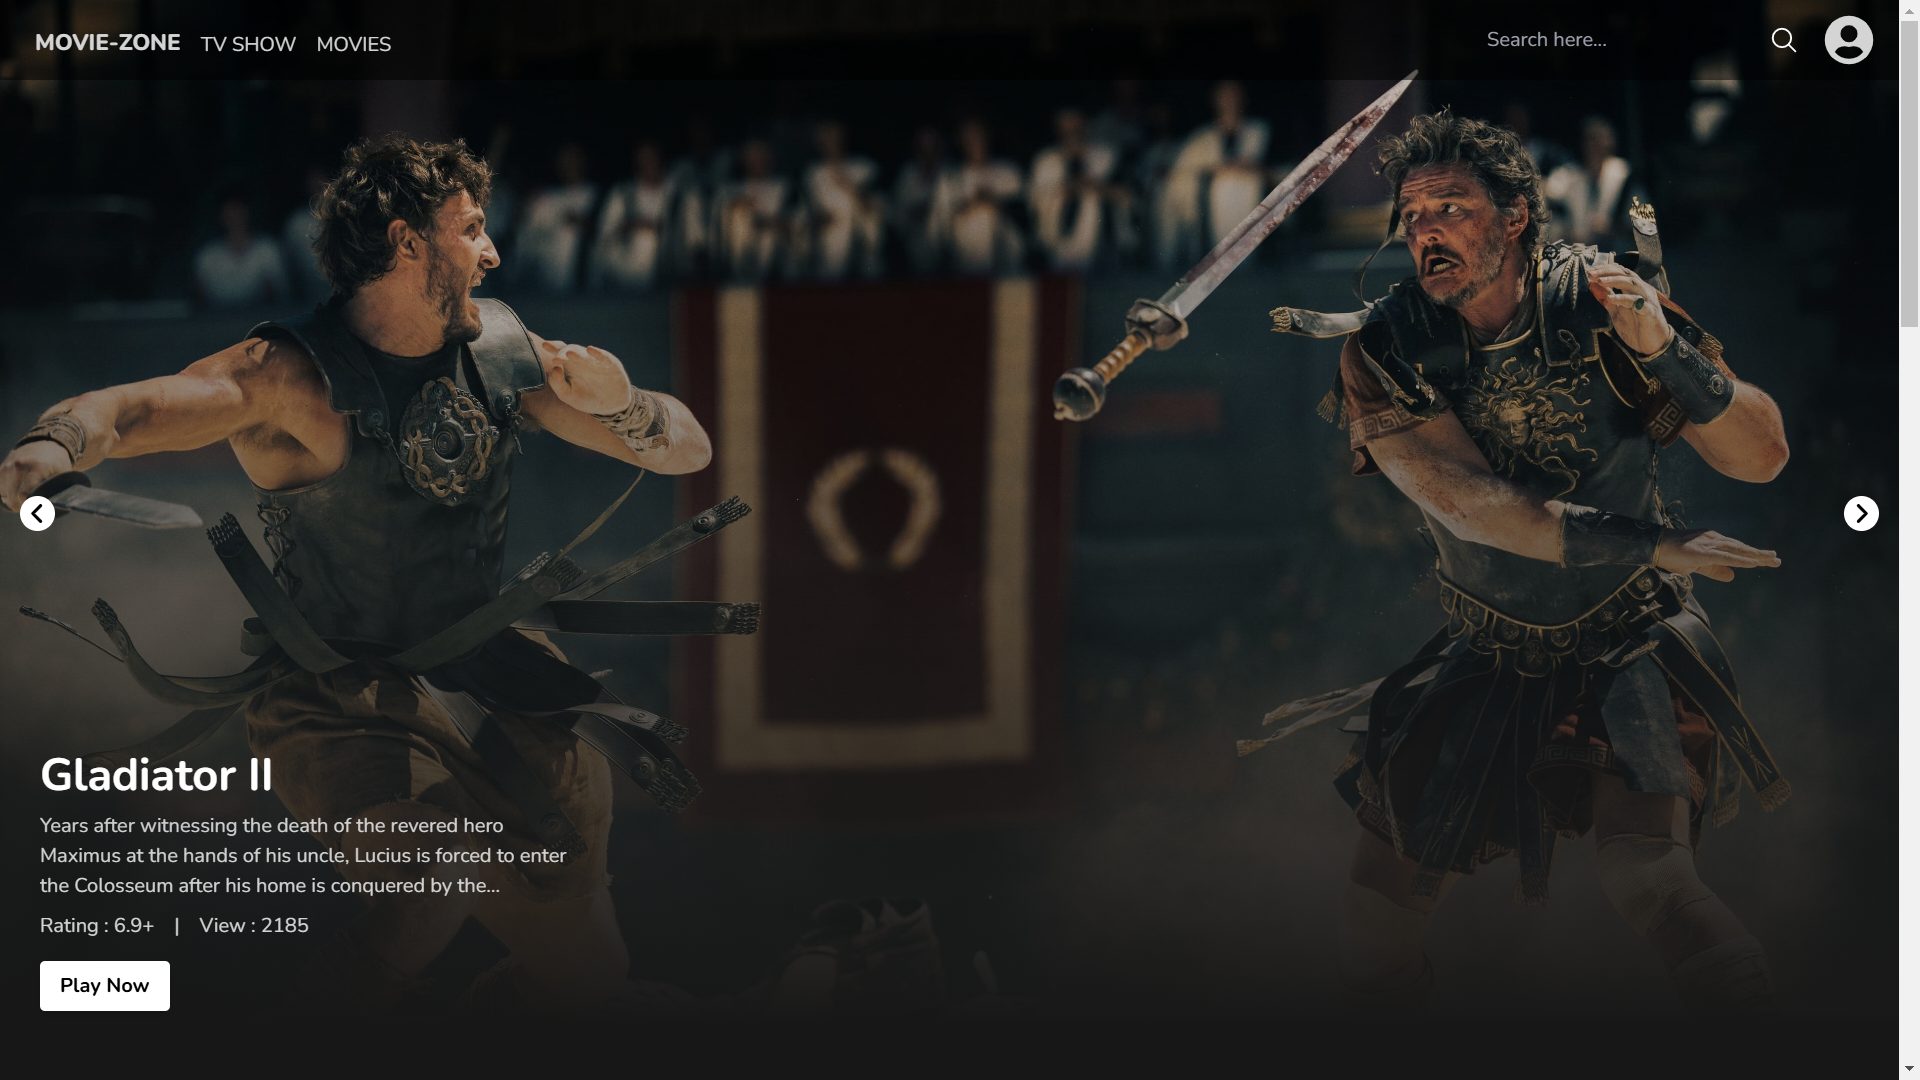 MOVIE-ZONE TV SHOW MOVIES Search here...
Gladiator II
Years after witnessing the death of the revered hero
Maximus at the hands of his uncle, Lucius is forced to enter
the Colosseum after his home is conquered by the...
Rating : 6.9+ | View : 2185
Play Now